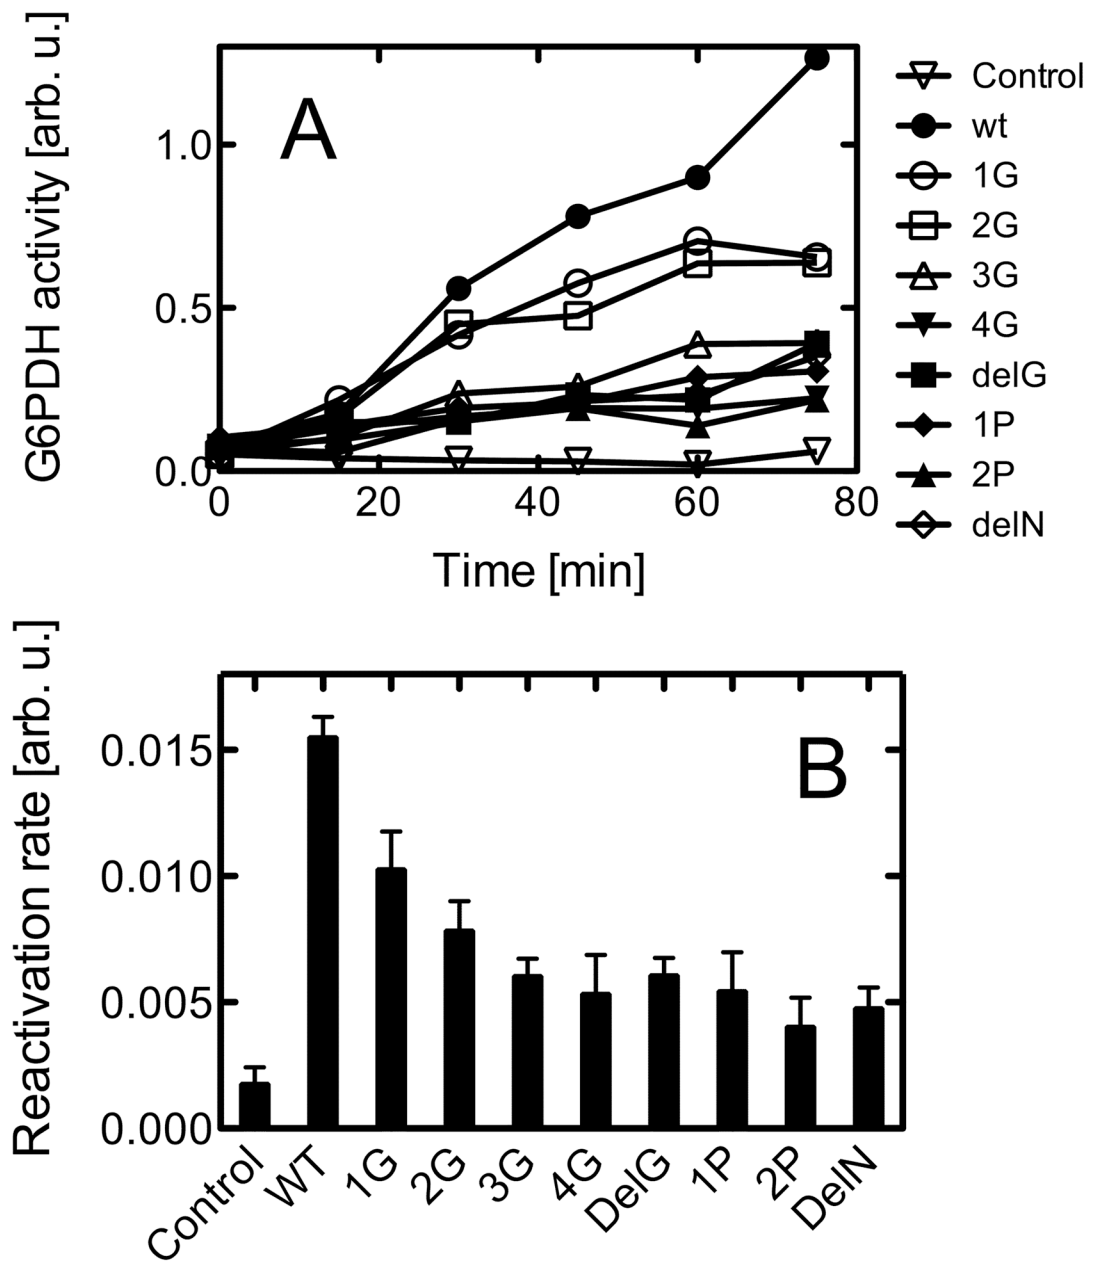 G6PDH activity [arb. u.]
A
1.0
0.5
0.0
0 20 40 60 80
Time [min]
Control
wt
1G
2G
3G
4G
delG
1P
2P
delN
Reactivation rate [arb. u.]
B
0.015
0.010
0.005
0.000
Control WT 1G 2G 3G 4G DelG 1P 2P DelN